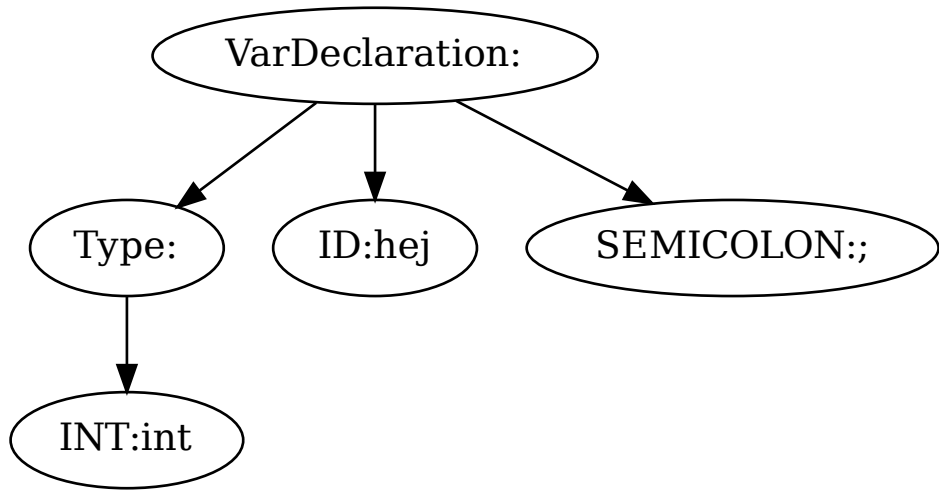 VarDeclaration:
Type:
ID:hej
SEMICOLON:;
INT:int